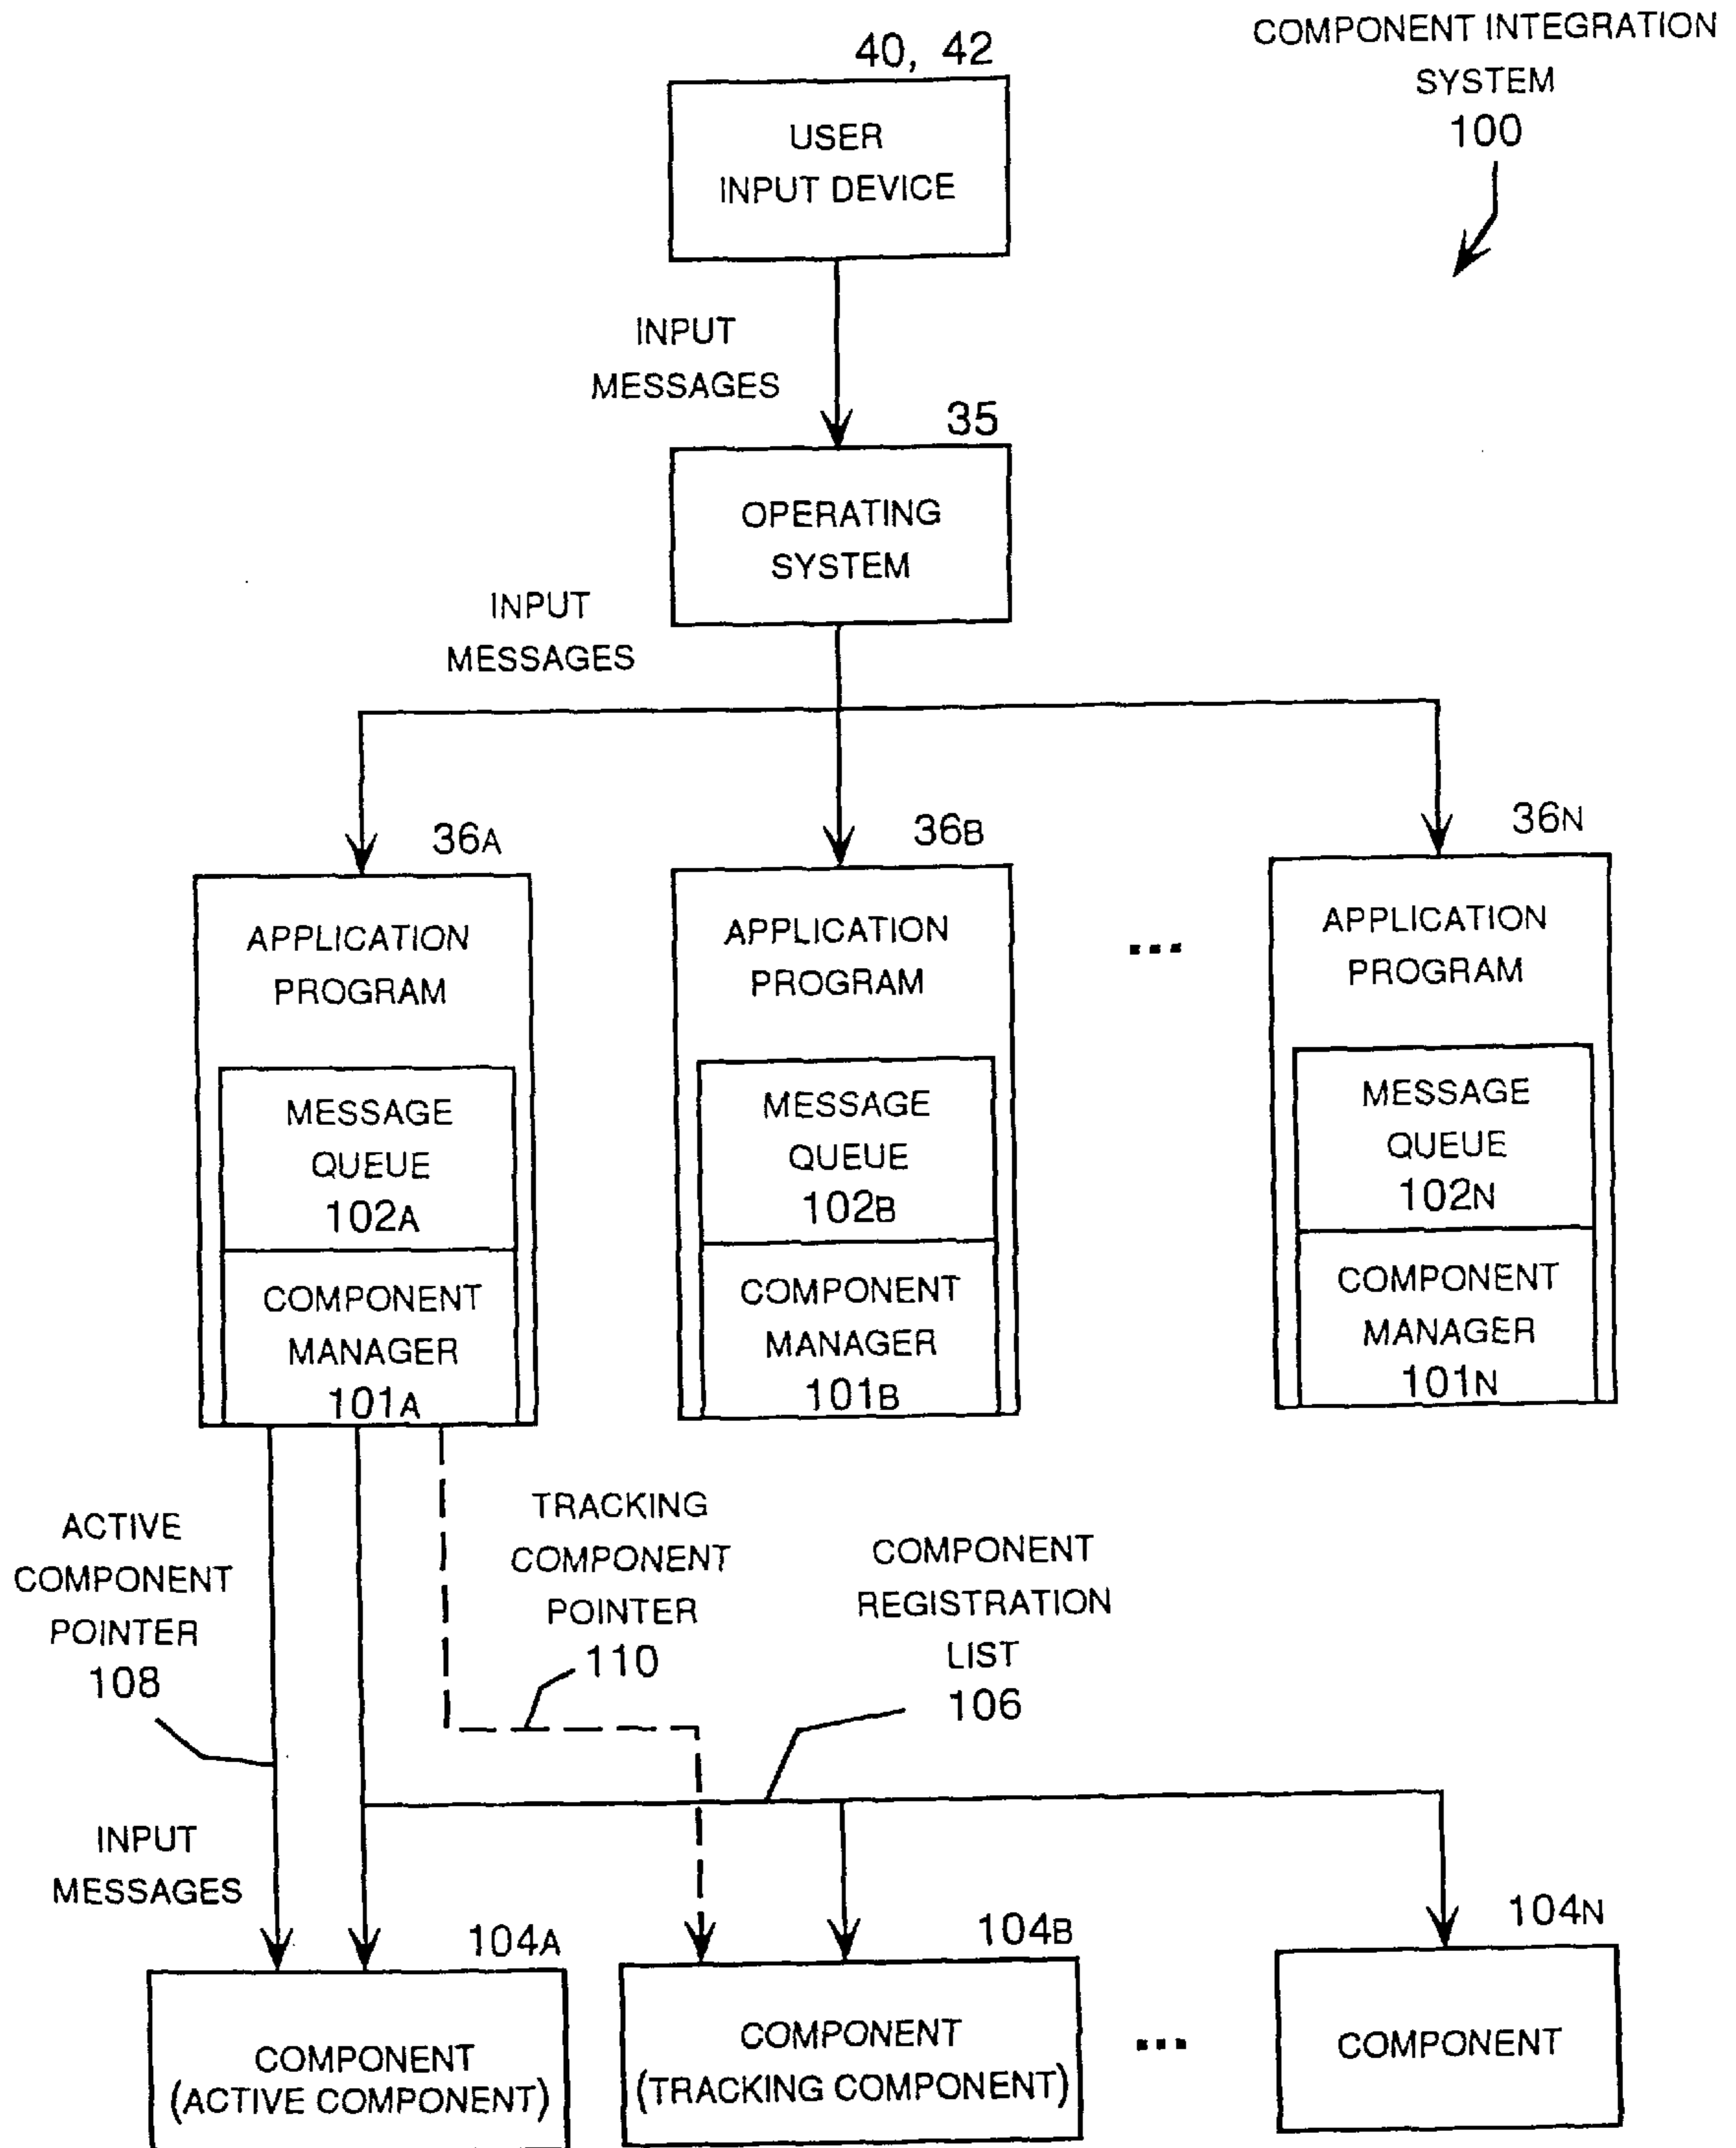 COMPONENT INTEGRATION
SYSTEM
100
40, 42
USER
INPUT DEVICE
INPUT
MESSAGES
35
OPERATING
SYSTEM
INPUT
MESSAGES
36A
APPLICATION
PROGRAM
MESSAGE
QUEUE
102A
COMPONENT
MANAGER
101A
36B
APPLICATION
PROGRAM
MESSAGE
QUEUE
102B
COMPONENT
MANAGER
101B
...
36N
APPLICATION
PROGRAM
MESSAGE
QUEUE
102N
COMPONENT
MANAGER
101N
ACTIVE
COMPONENT
POINTER
108
TRACKING
COMPONENT
POINTER
110
COMPONENT
REGISTRATION
LIST
106
INPUT
MESSAGES
104A
COMPONENT
(ACTIVE COMPONENT)
104B
COMPONENT
(TRACKING COMPONENT)
...
104N
COMPONENT